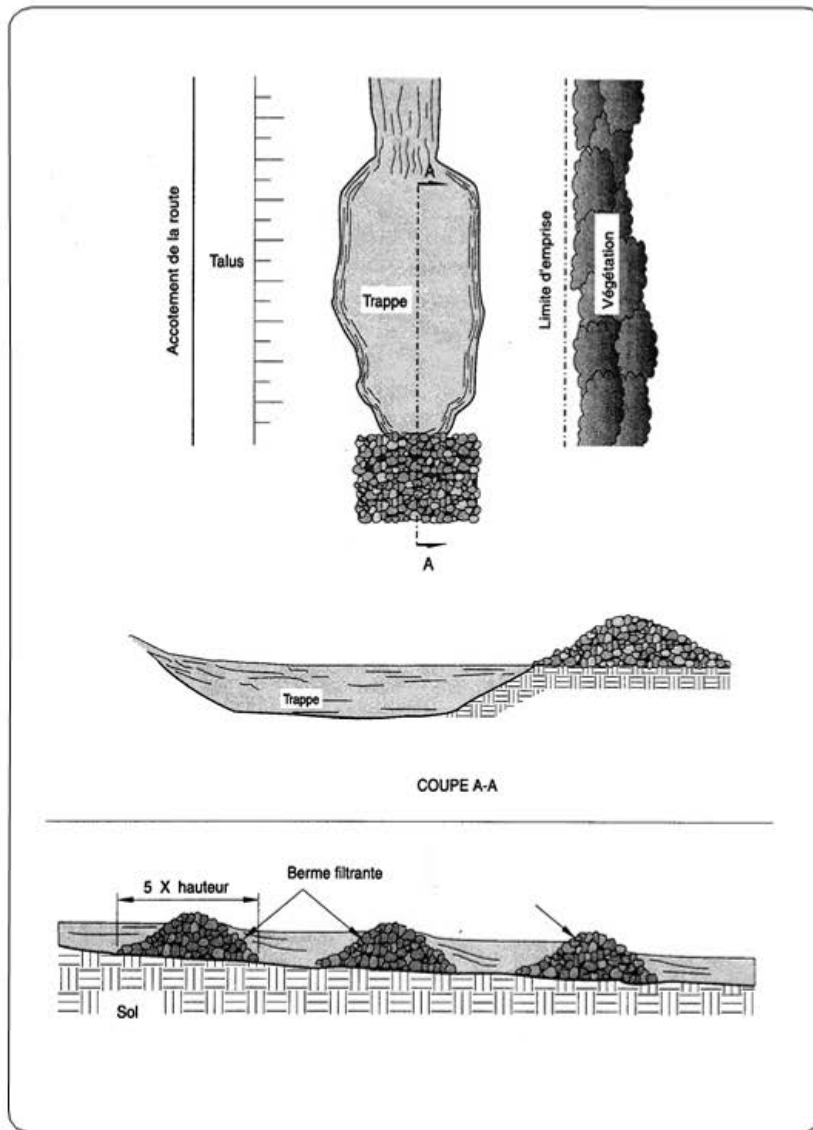 Accotement de la route
Talus
A
Trappe
Limite d'emprise
Végétation
A
Trappe
COUPE A-A
5 X hauteur
Berme filtrante
Sol